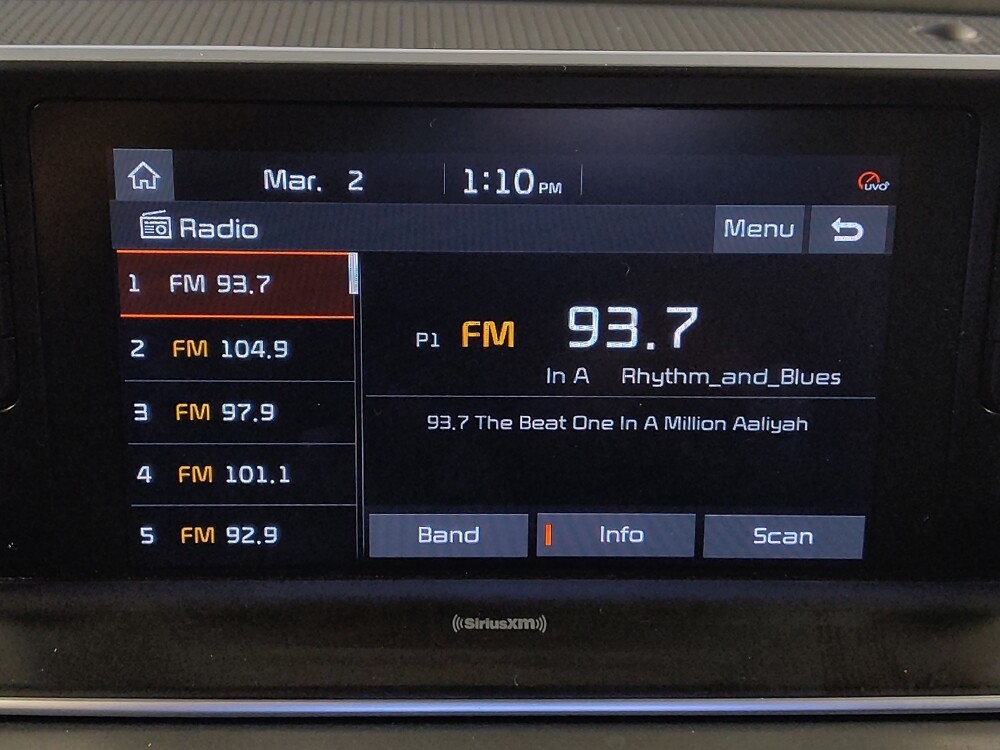 Mar. 2 1:10 PM UVO
Radio Menu
1 FM 93.7
2 FM 104.9
3 FM 97.9
4 FM 101.1
5 FM 92.9
P1 FM 93.7
In A Rhythm_and_Blues
93.7 The Beat One In A Million Aaliyah
Band Info Scan
((SiriusXM))